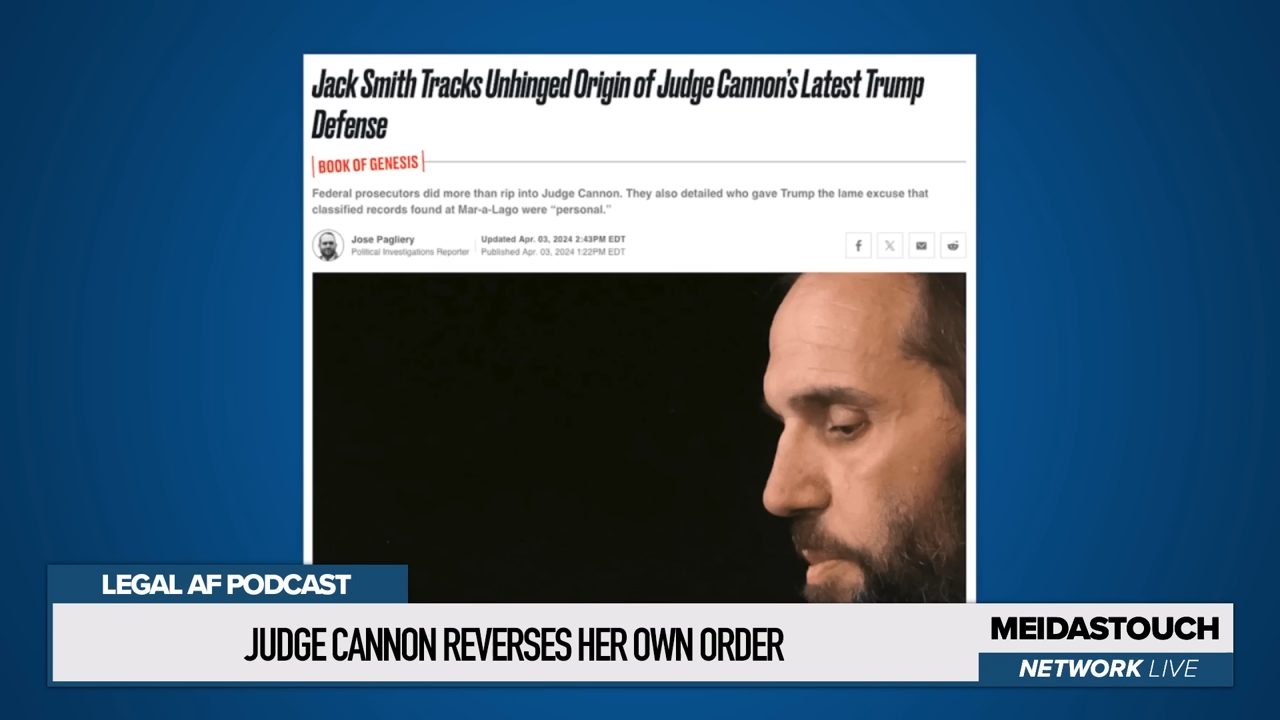 Jack Smith Tracks Unhinged Origin of Judge Cannon's Latest Trump
Defense
BOOK OF GENESIS
Federal prosecutors did more than rip into Judge Cannon. They also detailed who gave Trump the lame excuse that
classified records found at Mar-a-Lago were “personal.”
Jose Pagliery
Political Investigations Reporter
Updated Apr. 03, 2024 2:43PM EDT
Published Apr. 03, 2024 1:22PM EDT
LEGAL AF PODCAST
JUDGE CANNON REVERSES HER OWN ORDER
MEIDASTOUCH
NETWORK LIVE